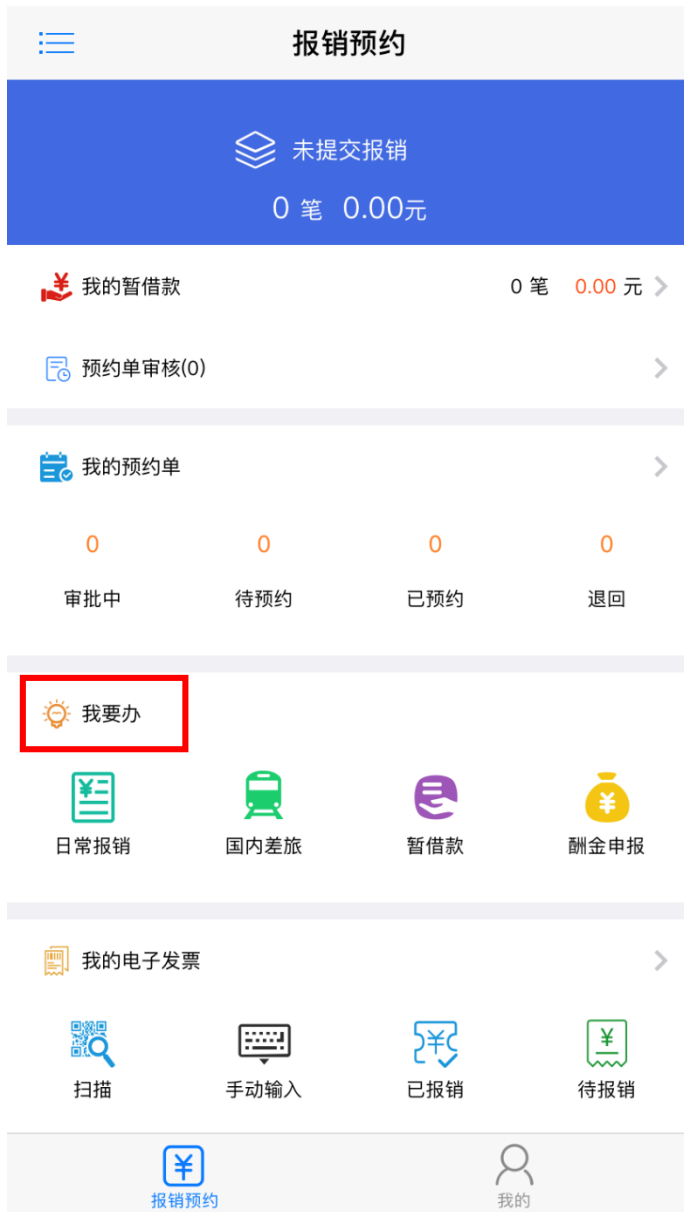 报销预约
未提交报销
0 笔 0.00元
我的暂借款 0 笔 0.00 元
预约单审核(0)
我的预约单
0 0 0 0
审批中 待预约 已预约 退回
我要办
日常报销 国内差旅 暂借款 酬金申报
我的电子发票
扫描 手动输入 已报销 待报销
报销预约 我的